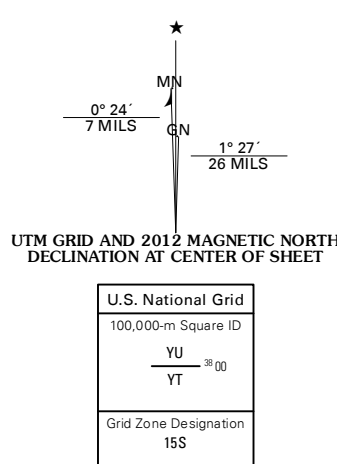 ★
MN
0° 24´
7 MILS
GN
1° 27´
26 MILS
UTM GRID AND 2012 MAGNETIC NORTH
DECLINATION AT CENTER OF SHEET
U.S. National Grid
100,000-m Square ID
YU
38 00
YT
Grid Zone Designation
15S